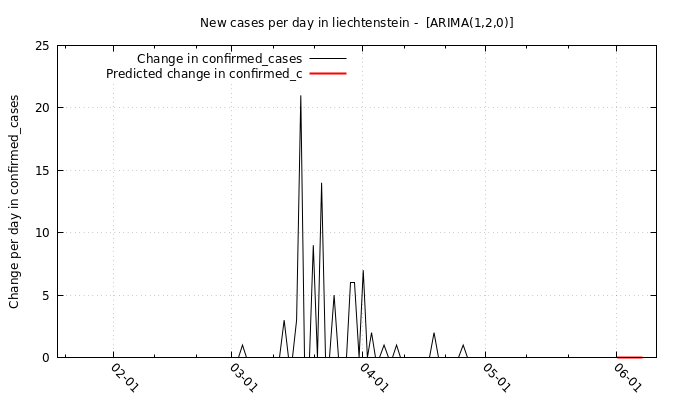 New cases per day in liechtenstein -  [ARIMA(1,2,0)]
Change in confirmed_cases
Predicted change in confirmed_c
Change per day in confirmed_cases
25
20
15
10
5
0
02-01
03-01
04-01
05-01
06-01